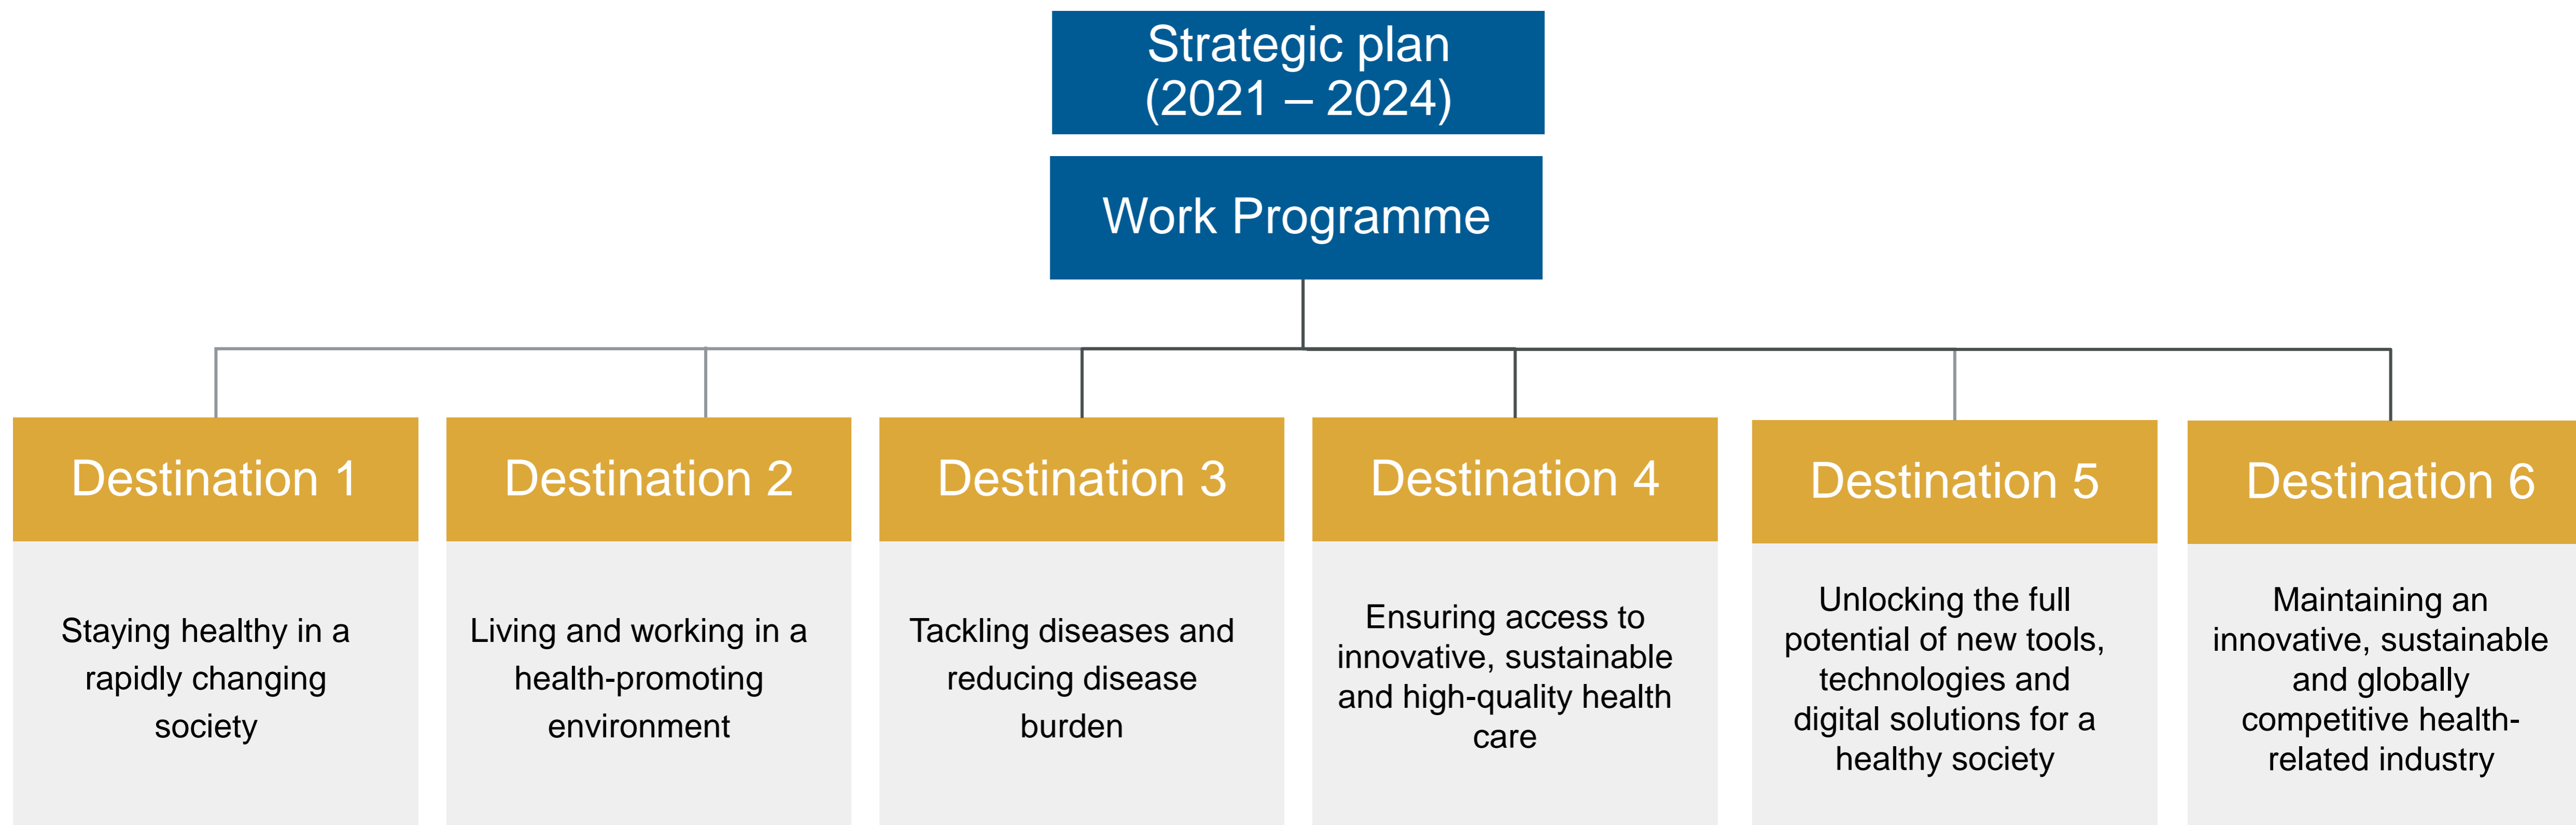 Strategic plan
(2021 – 2024)
Work Programme
Destination 1
Staying healthy in a
rapidly changing
society
Destination 2
Living and working in a
health-promoting
environment
Destination 3
Tackling diseases and
reducing disease
burden
Destination 4
Ensuring access to
innovative, sustainable
and high-quality health
care
Destination 5
Unlocking the full
potential of new tools,
technologies and
digital solutions for a
healthy society
Destination 6
Maintaining an
innovative, sustainable
and globally
competitive health-
related industry